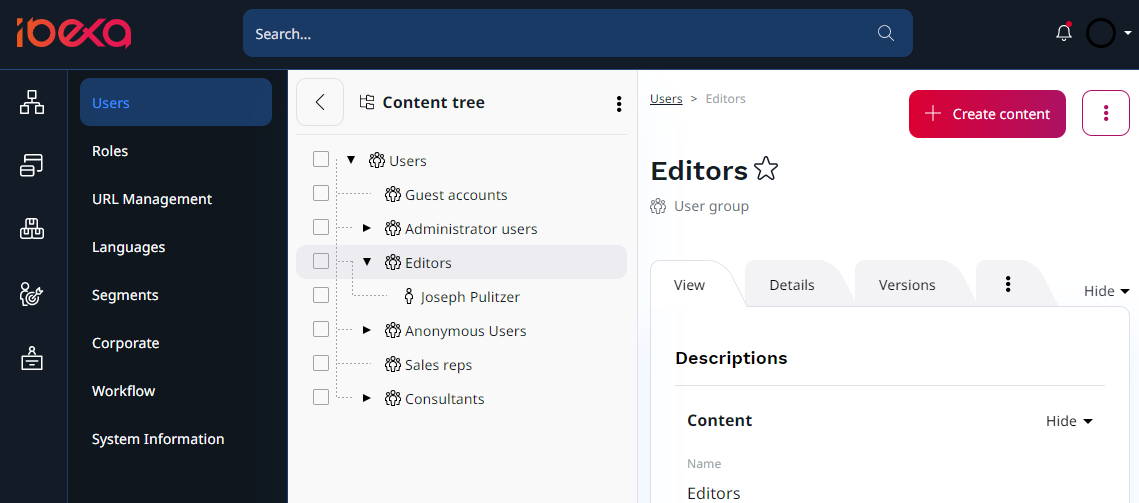 ibexa
Search...
Users
Roles
URL Management
Languages
Segments
Corporate
Workflow
System Information
Content tree
Users
Guest accounts
Administrator users
Editors
Joseph Pulitzer
Anonymous Users
Sales reps
Consultants
Users > Editors
Create content
Editors
User group
View
Details
Versions
Hide
Descriptions
Content
Hide
Name
Editors